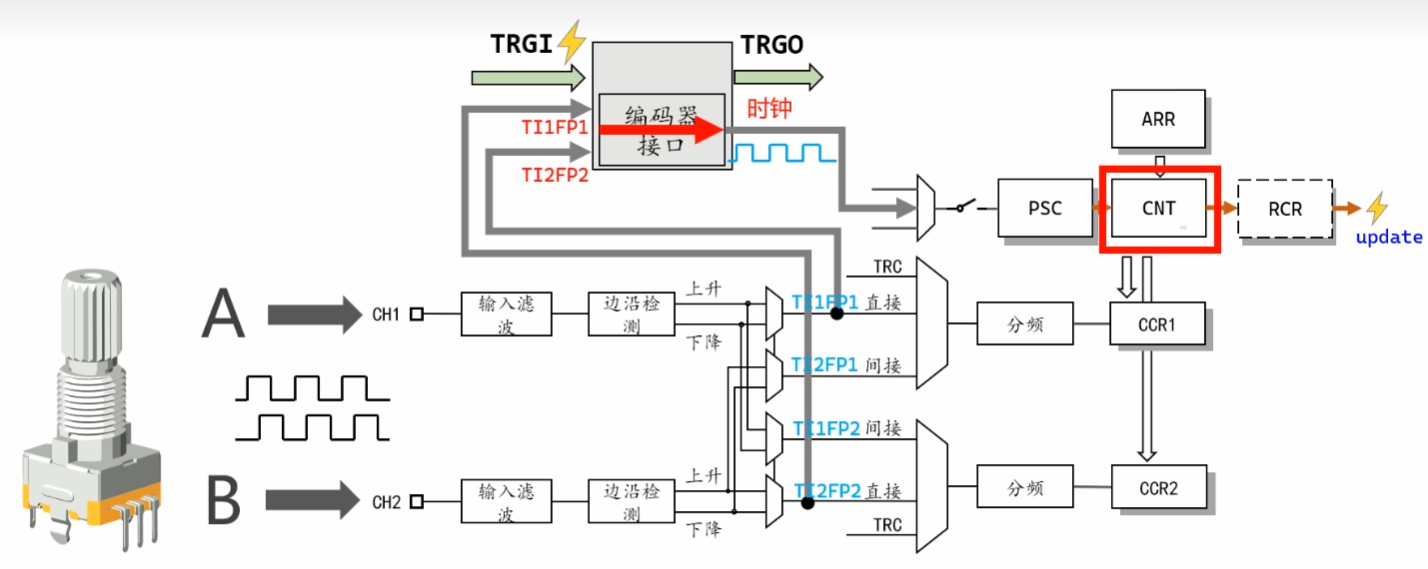 TRGI
TRGO
编码器
接口
TI1FP1
TI2FP2
时钟
ARR
PSC
CNT
RCR
update
A
CH1
输入滤
波
边沿检
测
上升
下降
TRC
TI1FP1 直接
TI2FP1 间接
分频
CCR1
B
CH2
输入滤
波
边沿检
测
上升
下降
TI1FP2 间接
TI2FP2 直接
TRC
分频
CCR2